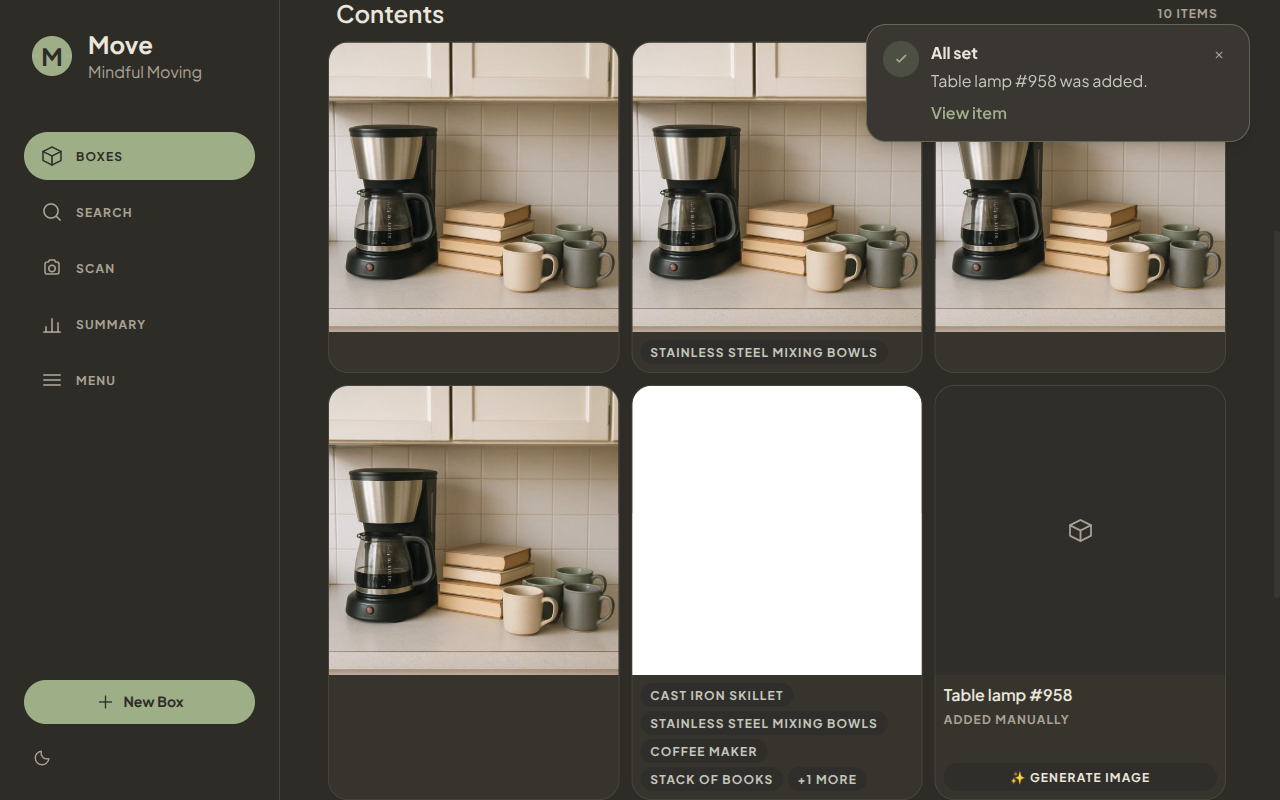 M
Move
Mindful Moving
BOXES
SEARCH
SCAN
SUMMARY
MENU
New Box
Contents
10 ITEMS
All set
×
Table lamp #958 was added.
View item
STAINLESS STEEL MIXING BOWLS
CAST IRON SKILLET
STAINLESS STEEL MIXING BOWLS
COFFEE MAKER
STACK OF BOOKS
+1 MORE
Table lamp #958
ADDED MANUALLY
✨ GENERATE IMAGE